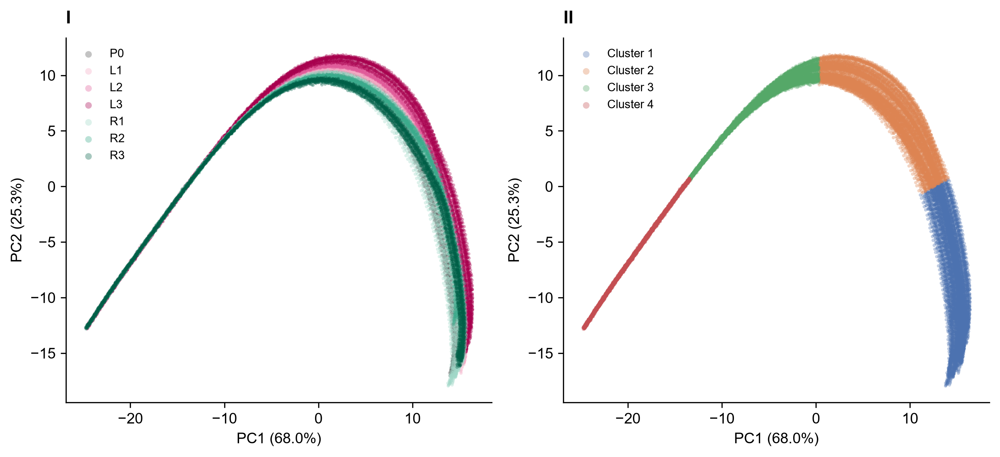 I
P0
L1
L2
L3
R1
R2
R3
10
5
0
−5
−10
−15
PC2 (25.3%)
−20
−10
0
10
PC1 (68.0%)
II
Cluster 1
Cluster 2
Cluster 3
Cluster 4
10
5
0
−5
−10
−15
PC2 (25.3%)
−20
−10
0
10
PC1 (68.0%)